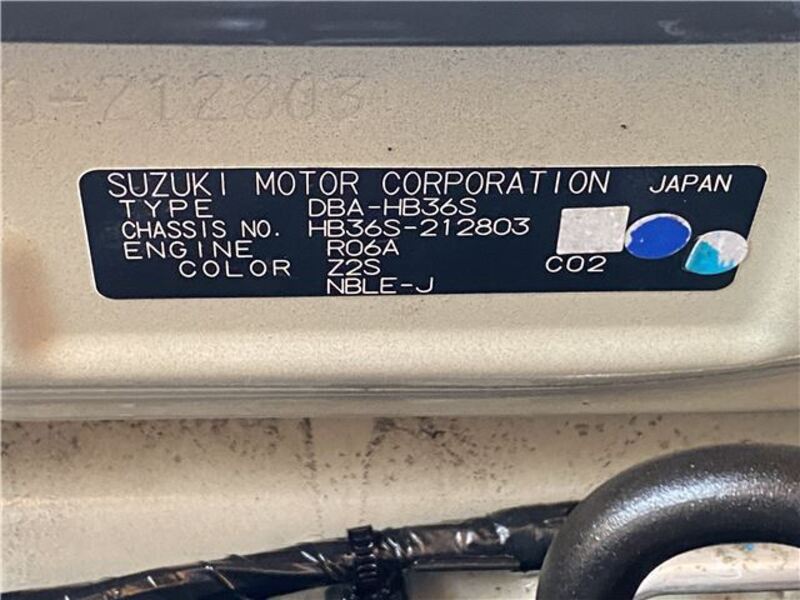 S-212803
SUZUKI MOTOR CORPORATION JAPAN
TYPE DBA-HB36S
CHASSIS NO. HB36S-212803
ENGINE R06A
COLOR Z2S C02
NBLE-J